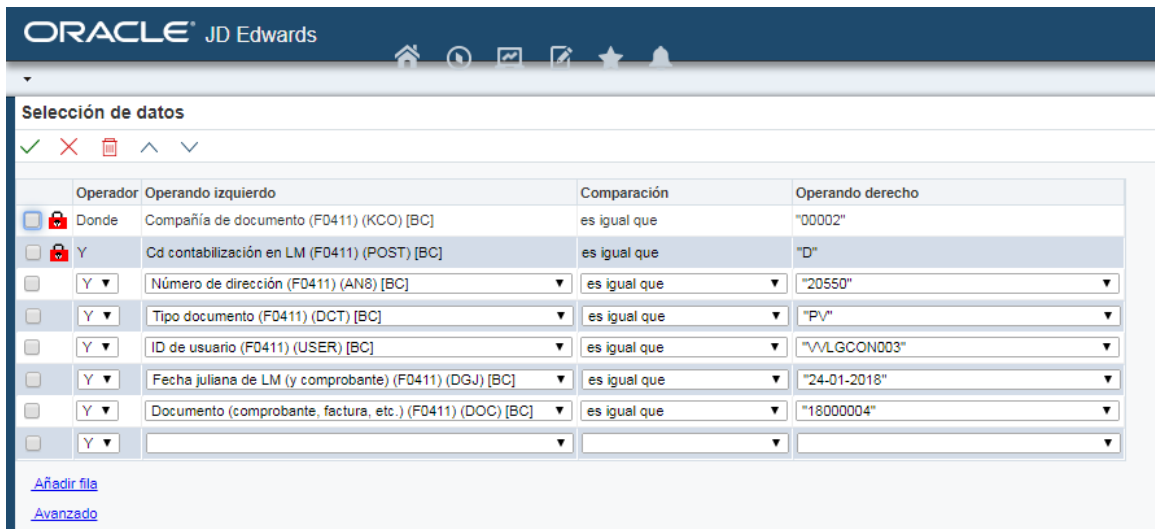 ORACLE® JD Edwards
Selección de datos
Operador Operando izquierdo Comparación Operando derecho
Donde Compañía de documento (F0411) (KCO) [BC] es igual que "00002"
Y Cd contabilización en LM (F0411) (POST) [BC] es igual que "D"
Y Número de dirección (F0411) (AN8) [BC] es igual que "20550"
Y Tipo documento (F0411) (DCT) [BC] es igual que "PV"
Y ID de usuario (F0411) (USER) [BC] es igual que "VVLGCON003"
Y Fecha juliana de LM (y comprobante) (F0411) (DGJ) [BC] es igual que "24-01-2018"
Y Documento (comprobante, factura, etc.) (F0411) (DOC) [BC] es igual que "18000004"
Y
Añadir fila
Avanzado